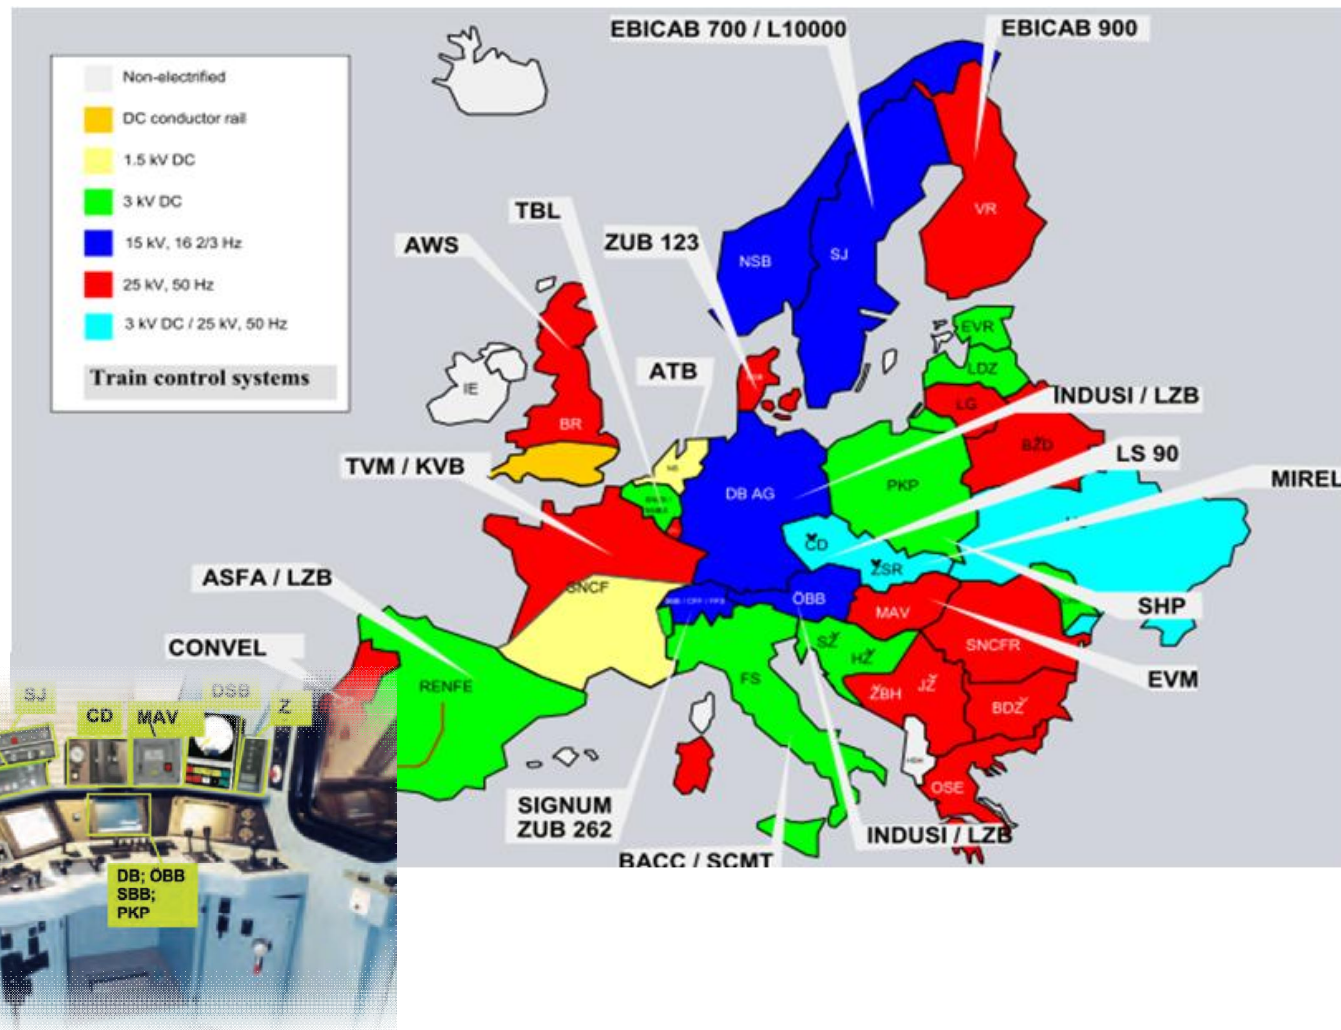 EBICAB 700 / L10000
EBICAB 900
Non-electrified
DC conductor rail
1.5 kV DC
3 kV DC
15 kV, 16 2/3 Hz
25 kV, 50 Hz
3 kV DC / 25 kV, 50 Hz
Train control systems
TBL
AWS
ZUB 123
VR
NSB
SJ
EVR
LDZ
ATB
IE
BR
LG
INDUSI / LZB
BŽD
LS 90
TVM / KVB
NS
DB AG
PKP
MIREL
ČD
ŽSR
ASFA / LZB
SNCF
SBB / CFF / FFS
ÖBB
MAV
SHP
CONVEL
SŽ
HŽ
SNCFR
EVM
RENFE
FS
ŽBH
JŽ
BDŽ
OSE
SJ
CD
MAV
DSB
Z
SIGNUM
ZUB 262
INDUSI / LZB
BACC / SCMT
DB; ÖBB
SBB;
PKP